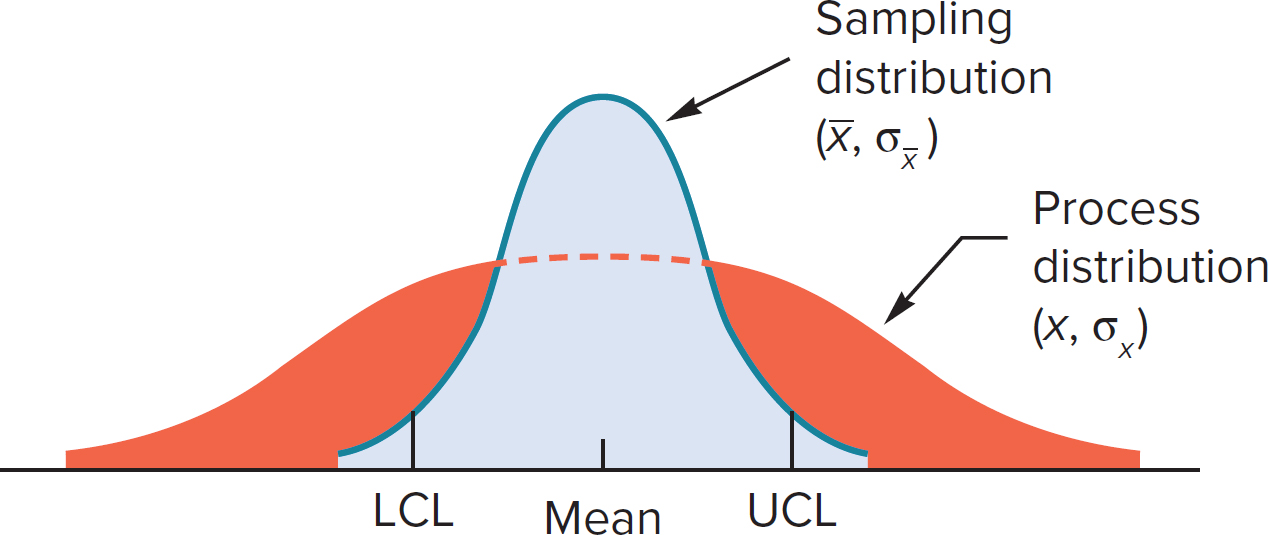 Sampling
distribution
(x̅, σx̅)
Process
distribution
(x, σx)
LCL
Mean
UCL